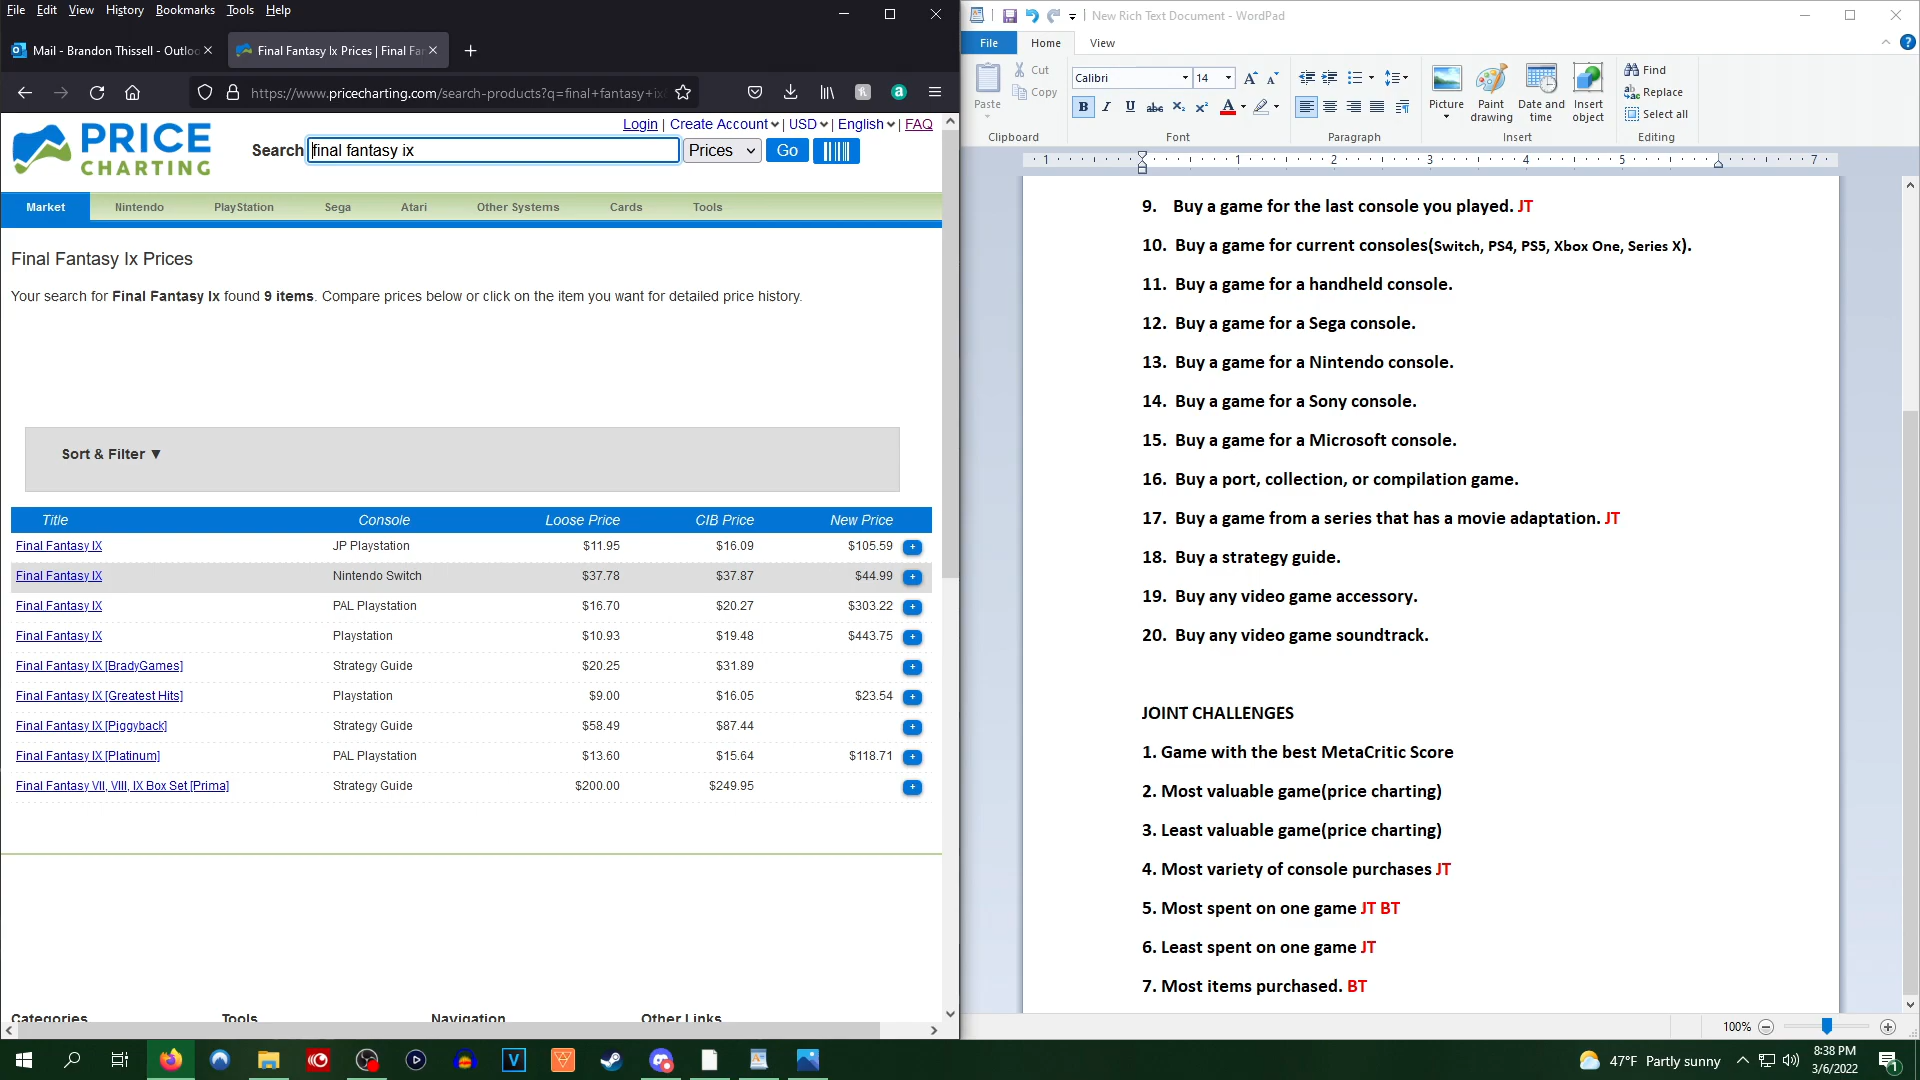 File Edit View History Bookmarks Tools Help
Mail - Brandon Thissell - Outloo
Final Fantasy Ix Prices | Final Fan
https://www.pricecharting.com/search-products?q=final+fantasy+ix
PRICE
CHARTING
Login | Create Account | USD | English | FAQ
Search final fantasy ix Prices Go
Market Nintendo PlayStation Sega Atari Other Systems Cards Tools
Final Fantasy Ix Prices
Your search for Final Fantasy Ix found 9 items. Compare prices below or click on the item you want for detailed price history.
Sort & Filter ▼
Title Console Loose Price CIB Price New Price
Final Fantasy IX JP Playstation $11.95 $16.09 $105.59 +
Final Fantasy IX Nintendo Switch $37.78 $37.87 $44.99 +
Final Fantasy IX PAL Playstation $16.70 $20.27 $303.22 +
Final Fantasy IX Playstation $10.93 $19.48 $443.75 +
Final Fantasy IX [BradyGames] Strategy Guide $20.25 $31.89 +
Final Fantasy IX [Greatest Hits] Playstation $9.00 $16.05 $23.54 +
Final Fantasy IX [Piggyback] Strategy Guide $58.49 $87.44 +
Final Fantasy IX [Platinum] PAL Playstation $13.60 $15.64 $118.71 +
Final Fantasy VII, VIII, IX Box Set [Prima] Strategy Guide $200.00 $249.95 +
Categories Tools Navigation Other Links
New Rich Text Document - WordPad
File Home View
Paste Cut Copy
Clipboard
Calibri 14
B I U abc X₂ X² A
Font
Paragraph
Picture Paint drawing Date and time Insert object
Insert
Find
Replace
Select all
Editing
1 1 2 3 4 5 7
9. Buy a game for the last console you played. JT
10. Buy a game for current consoles(Switch, PS4, PS5, Xbox One, Series X).
11. Buy a game for a handheld console.
12. Buy a game for a Sega console.
13. Buy a game for a Nintendo console.
14. Buy a game for a Sony console.
15. Buy a game for a Microsoft console.
16. Buy a port, collection, or compilation game.
17. Buy a game from a series that has a movie adaptation. JT
18. Buy a strategy guide.
19. Buy any video game accessory.
20. Buy any video game soundtrack.
JOINT CHALLENGES
1. Game with the best MetaCritic Score
2. Most valuable game(price charting)
3. Least valuable game(price charting)
4. Most variety of console purchases JT
5. Most spent on one game JT BT
6. Least spent on one game JT
7. Most items purchased. BT
100%
47°F Partly sunny
8:38 PM
3/6/2022
1